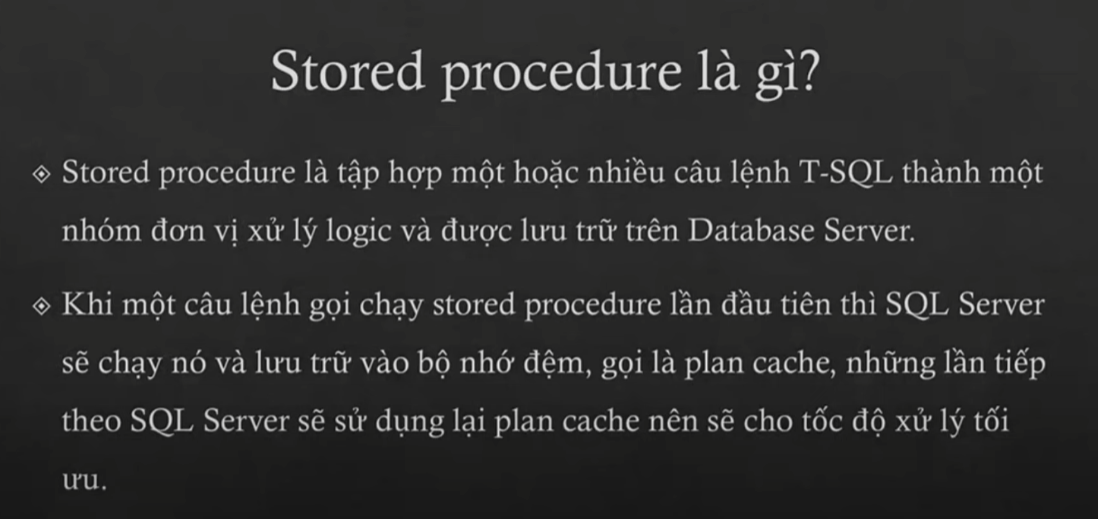 Stored procedure là gì?
Stored procedure là tập hợp một hoặc nhiều câu lệnh T-SQL thành một
nhóm đơn vị xử lý logic và được lưu trữ trên Database Server.
Khi một câu lệnh gọi chạy stored procedure lần đầu tiên thì SQL Server
sẽ chạy nó và lưu trữ vào bộ nhớ đệm, gọi là plan cache, những lần tiếp
theo SQL Server sẽ sử dụng lại plan cache nên sẽ cho tốc độ xử lý tối
ưu.